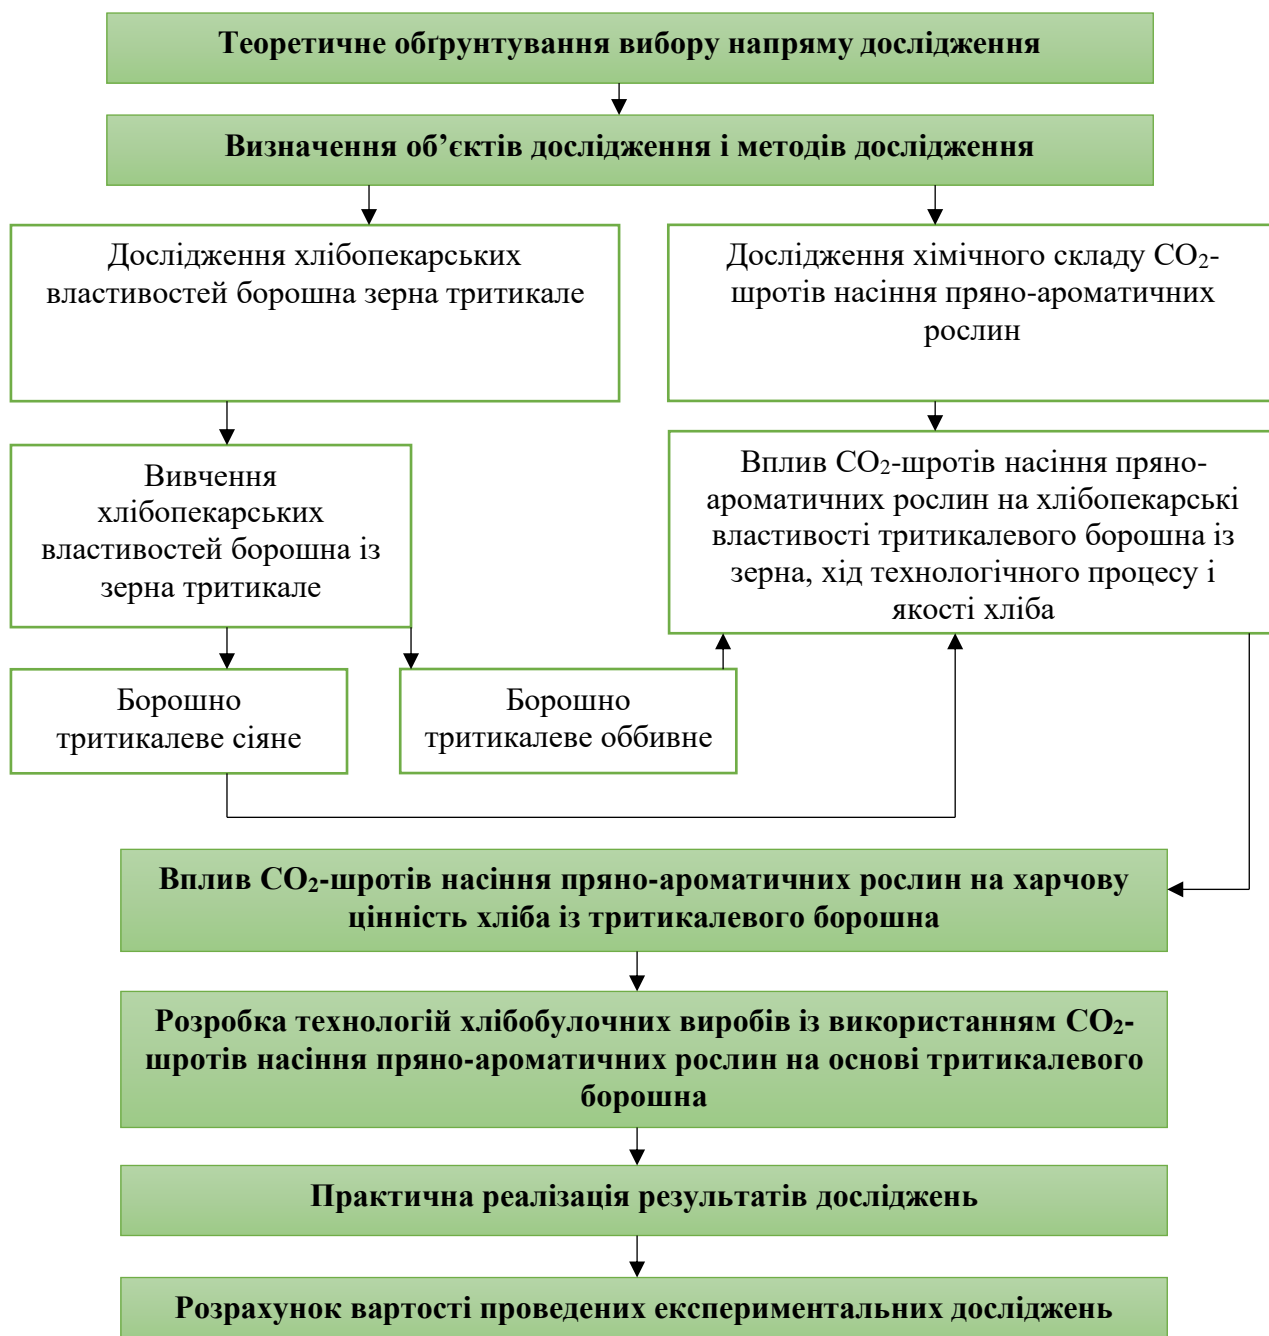 Теоретичне обґрунтування вибору напряму дослідження
Визначення об’єктів дослідження і методів дослідження
Дослідження хлібопекарських
властивостей борошна зерна тритикале
Дослідження хімічного складу CO₂-
шротів насіння пряно-ароматичних
рослин
Вивчення
хлібопекарських
властивостей борошна із
зерна тритикале
Вплив CO₂-шротів насіння пряно-
ароматичних рослин на хлібопекарські
властивості тритикалевого борошна із
зерна, хід технологічного процесу і
якості хліба
Борошно
тритикалеве сіяне
Борошно
тритикалеве оббивне
Вплив CO₂-шротів насіння пряно-ароматичних рослин на харчову
цінність хліба із тритикалевого борошна
Розробка технологій хлібобулочних виробів із використанням CO₂-
шротів насіння пряно-ароматичних рослин на основі тритикалевого
борошна
Практична реалізація результатів досліджень
Розрахунок вартості проведених експериментальних досліджень